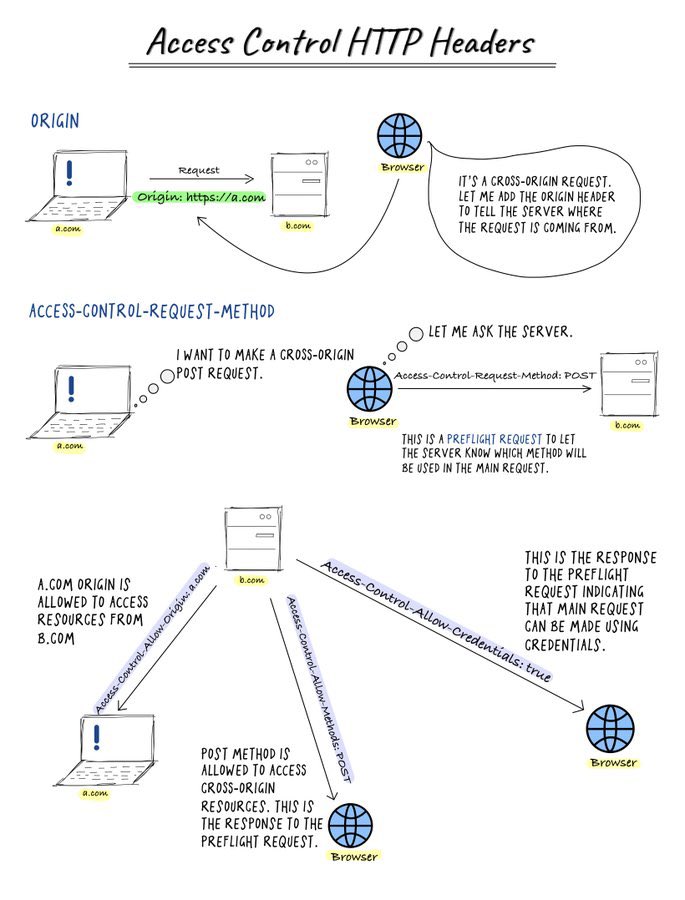 Access Control HTTP Headers
ORIGIN
Request
Origin: https://a.com
a.com
b.com
Browser
IT'S A CROSS-ORIGIN REQUEST.
LET ME ADD THE ORIGIN HEADER
TO TELL THE SERVER WHERE
THE REQUEST IS COMING FROM.
ACCESS-CONTROL-REQUEST-METHOD
I WANT TO MAKE A CROSS-ORIGIN
POST REQUEST.
a.com
LET ME ASK THE SERVER.
Access-Control-Request-Method: POST
Browser
b.com
THIS IS A PREFLIGHT REQUEST TO LET
THE SERVER KNOW WHICH METHOD WILL
BE USED IN THE MAIN REQUEST.
b.com
A.COM ORIGIN IS
ALLOWED TO ACCESS
RESOURCES FROM
B.COM
Access-Control-Allow-Origin: a.com
a.com
Access-Control-Allow-Methods: POST
POST METHOD IS
ALLOWED TO ACCESS
CROSS-ORIGIN
RESOURCES. THIS IS
THE RESPONSE TO THE
PREFLIGHT REQUEST.
Browser
Access-Control-Allow-Credentials: true
THIS IS THE RESPONSE
TO THE PREFLIGHT
REQUEST INDICATING
THAT MAIN REQUEST
CAN BE MADE USING
CREDENTIALS.
Browser